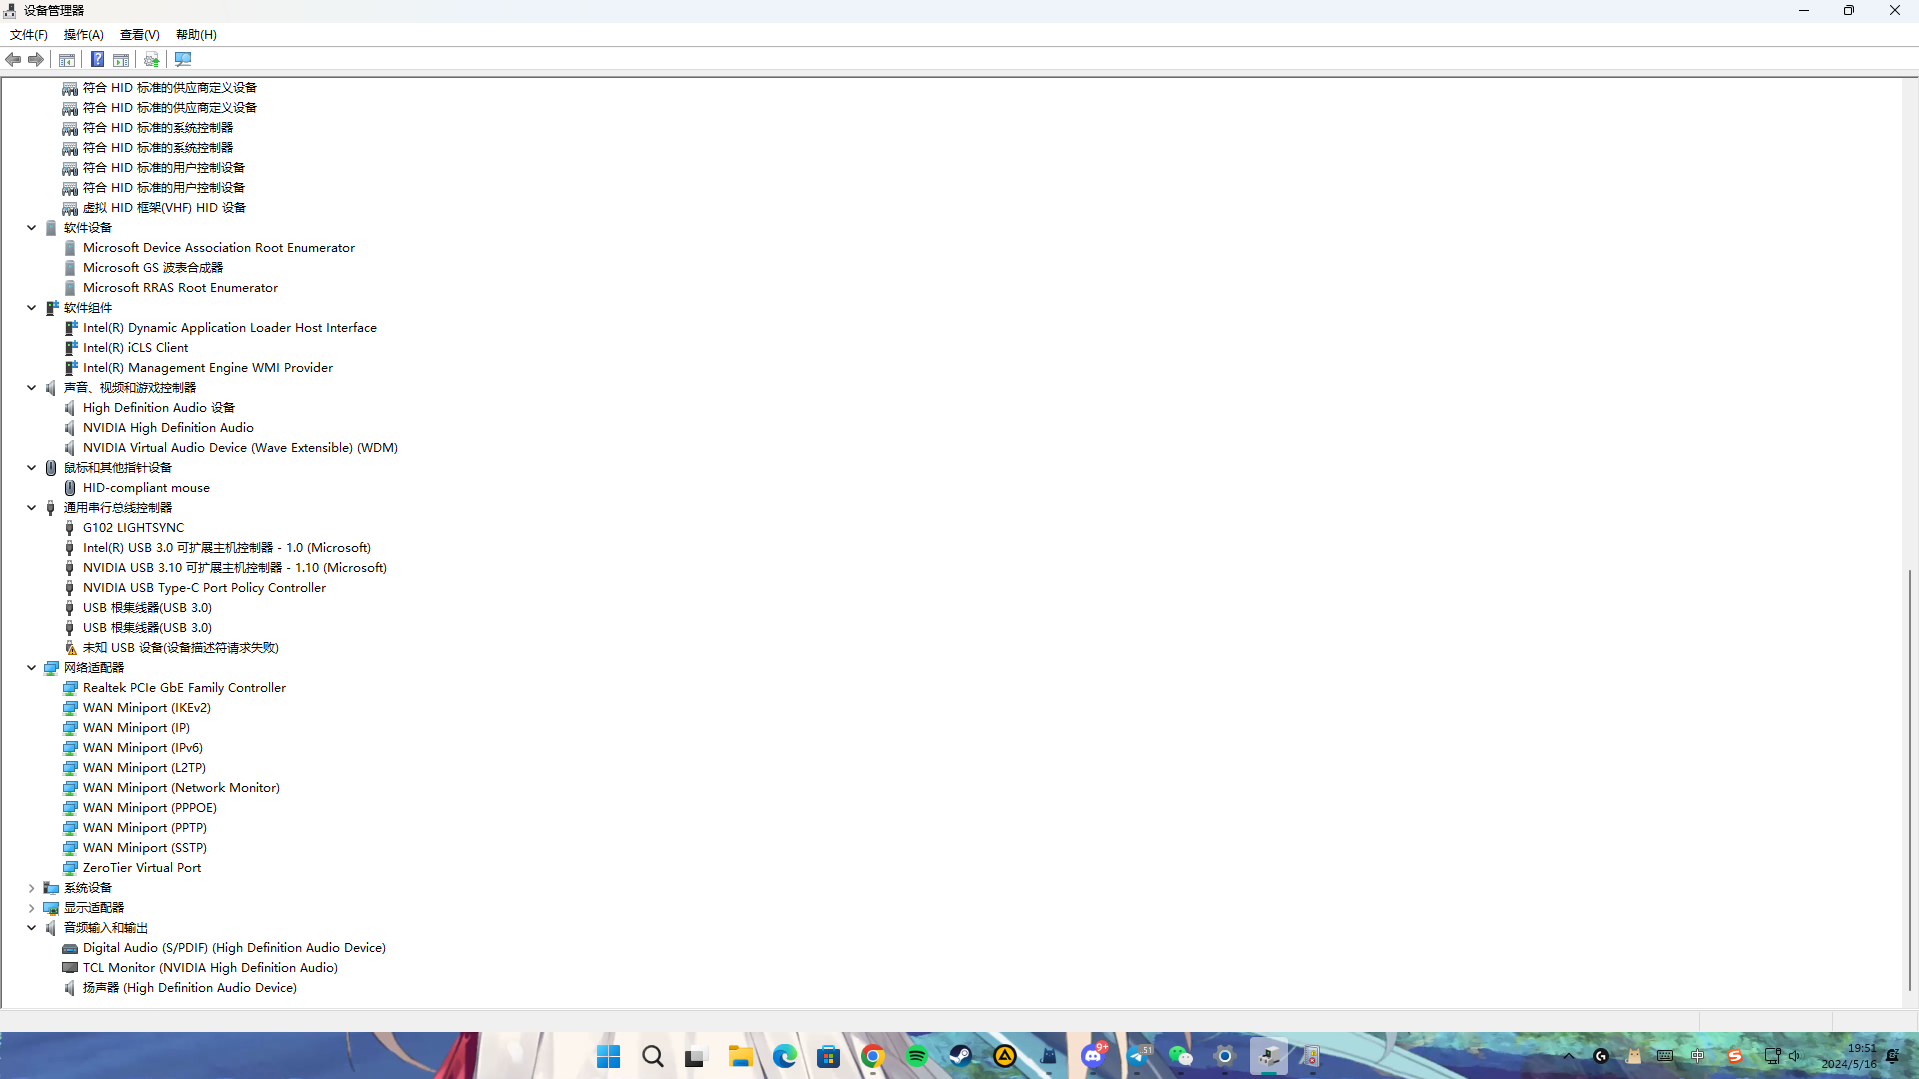 设备管理器
文件(F) 操作(A) 查看(V) 帮助(H)
符合 HID 标准的供应商定义设备
符合 HID 标准的供应商定义设备
符合 HID 标准的系统控制器
符合 HID 标准的系统控制器
符合 HID 标准的用户控制设备
符合 HID 标准的用户控制设备
虚拟 HID 框架(VHF) HID 设备
软件设备
Microsoft Device Association Root Enumerator
Microsoft GS 波表合成器
Microsoft RRAS Root Enumerator
软件组件
Intel(R) Dynamic Application Loader Host Interface
Intel(R) iCLS Client
Intel(R) Management Engine WMI Provider
声音、视频和游戏控制器
High Definition Audio 设备
NVIDIA High Definition Audio
NVIDIA Virtual Audio Device (Wave Extensible) (WDM)
鼠标和其他指针设备
HID-compliant mouse
通用串行总线控制器
G102 LIGHTSYNC
Intel(R) USB 3.0 可扩展主机控制器 - 1.0 (Microsoft)
NVIDIA USB 3.10 可扩展主机控制器 - 1.10 (Microsoft)
NVIDIA USB Type-C Port Policy Controller
USB 根集线器(USB 3.0)
USB 根集线器(USB 3.0)
未知 USB 设备(设备描述符请求失败)
网络适配器
Realtek PCIe GbE Family Controller
WAN Miniport (IKEv2)
WAN Miniport (IP)
WAN Miniport (IPv6)
WAN Miniport (L2TP)
WAN Miniport (Network Monitor)
WAN Miniport (PPPOE)
WAN Miniport (PPTP)
WAN Miniport (SSTP)
ZeroTier Virtual Port
系统设备
显示适配器
音频输入和输出
Digital Audio (S/PDIF) (High Definition Audio Device)
TCL Monitor (NVIDIA High Definition Audio)
扬声器 (High Definition Audio Device)
9+
51
中
19:51
2024/5/16